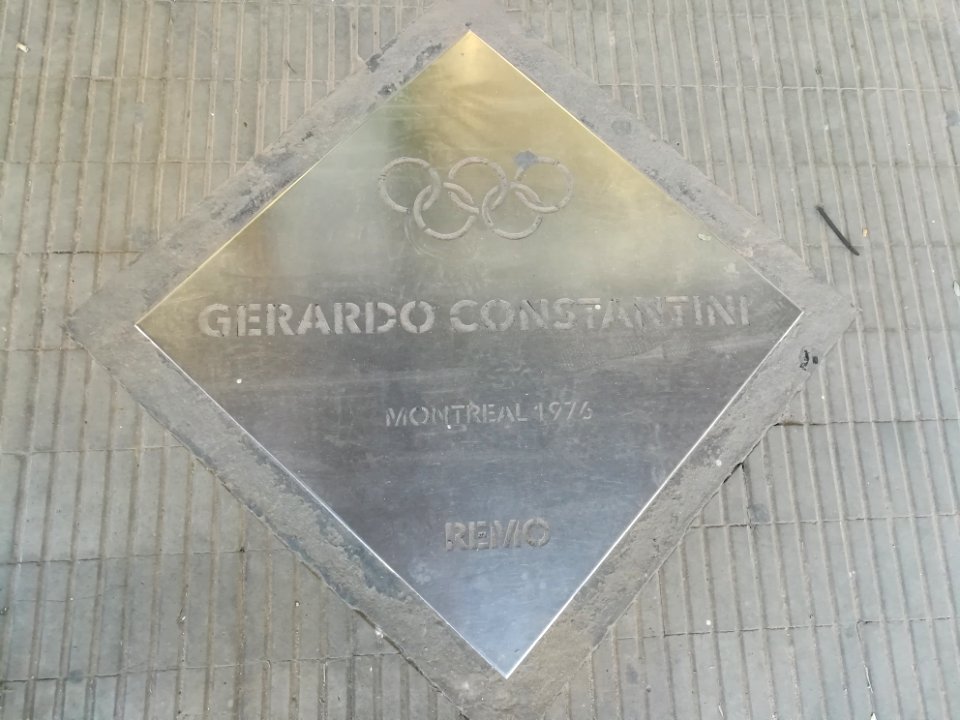 GERARDO CONSTANTINI
MONTREAL 1976
REMO